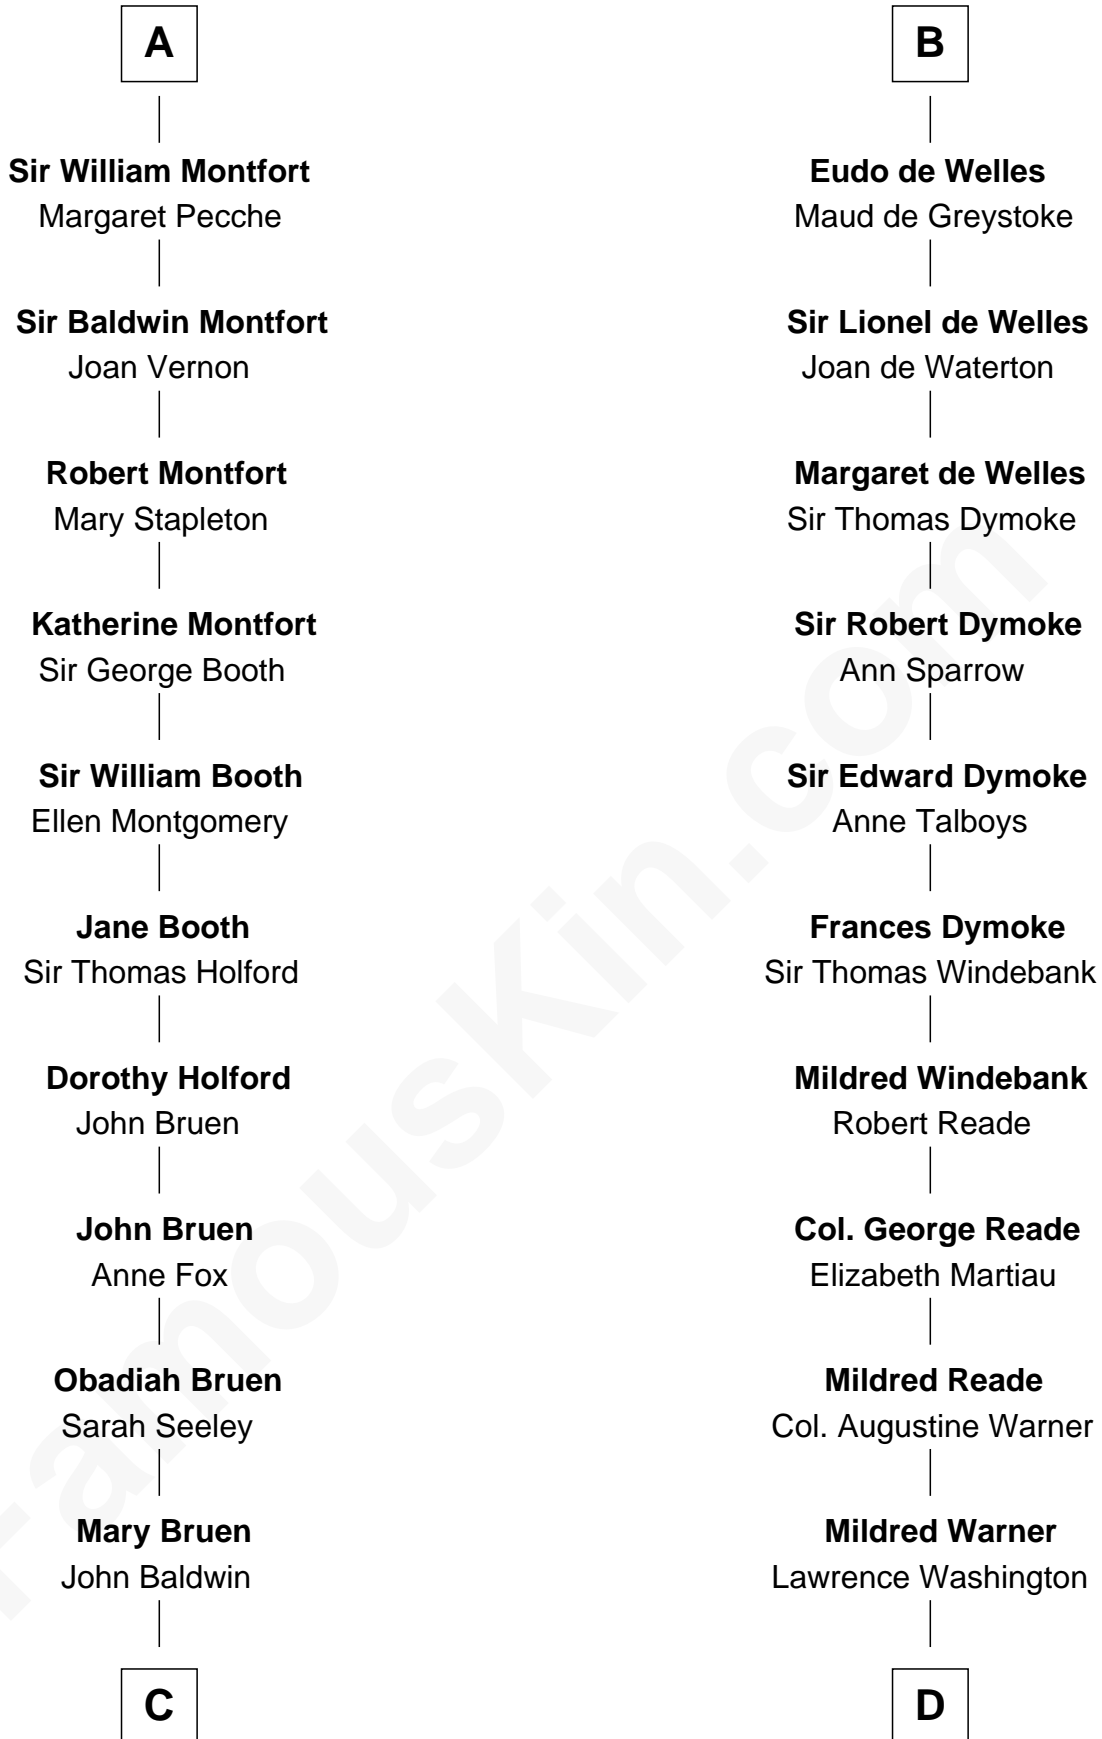 A
Sir William Montfort
Margaret Pecche
Sir Baldwin Montfort
Joan Vernon
Robert Montfort
Mary Stapleton
Katherine Montfort
Sir George Booth
Sir William Booth
Ellen Montgomery
Jane Booth
Sir Thomas Holford
Dorothy Holford
John Bruen
John Bruen
Anne Fox
Obadiah Bruen
Sarah Seeley
Mary Bruen
John Baldwin
C
B
Eudo de Welles
Maud de Greystoke
Sir Lionel de Welles
Joan de Waterton
Margaret de Welles
Sir Thomas Dymoke
Sir Robert Dymoke
Ann Sparrow
Sir Edward Dymoke
Anne Talboys
Frances Dymoke
Sir Thomas Windebank
Mildred Windebank
Robert Reade
Col. George Reade
Elizabeth Martiau
Mildred Reade
Col. Augustine Warner
Mildred Warner
Lawrence Washington
D
FamousKin.com